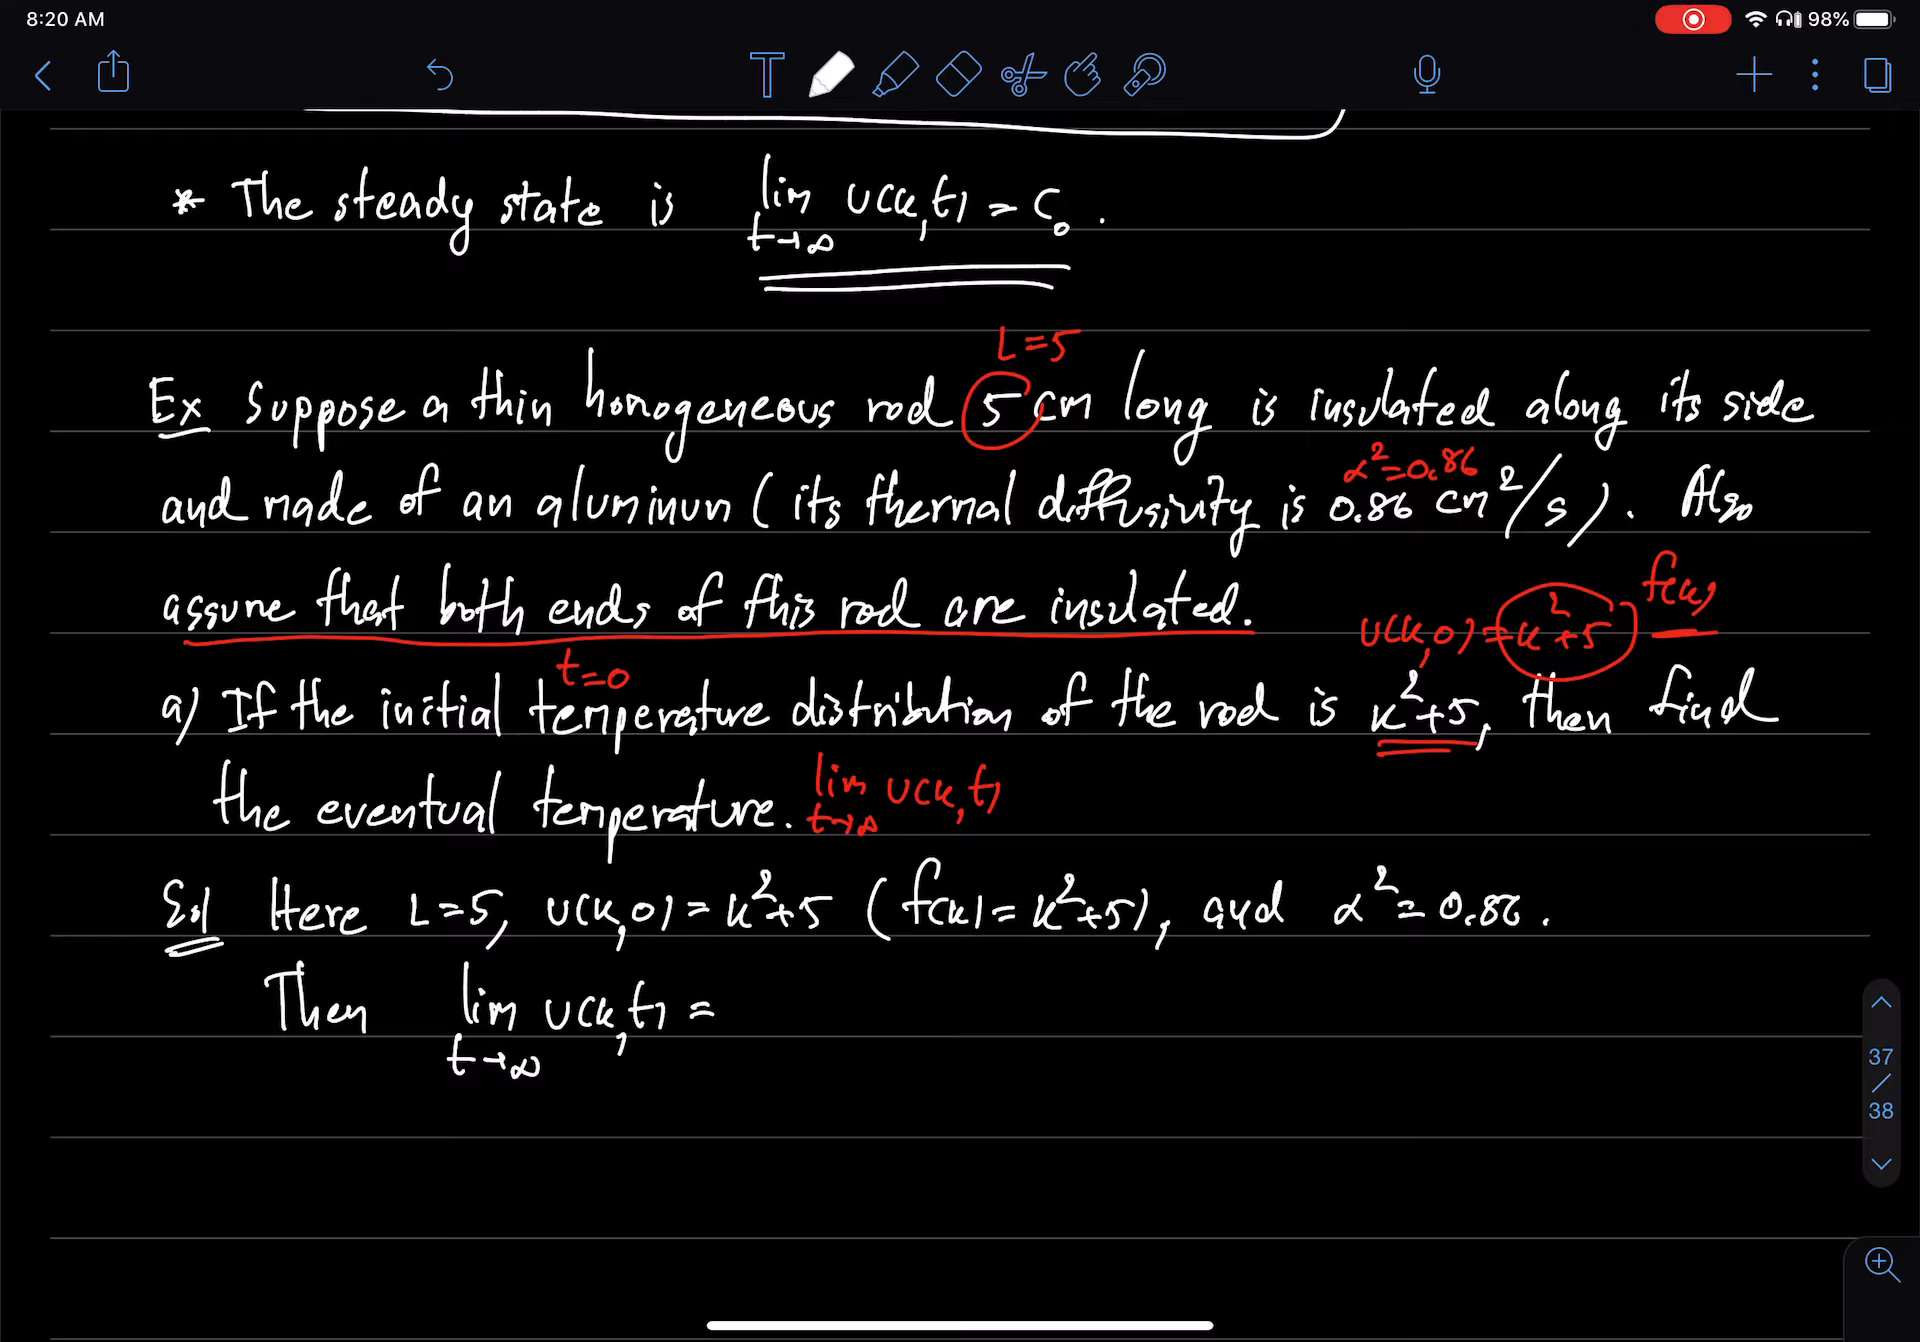 8:20 AM 98%
* The steady state is lim t→∞ u(x,t) = C₀.
L=5
Ex Suppose a thin homogeneous rod 5 cm long is insulated along its side
α²=0.86
and made of an aluminum (its thermal diffusivity is 0.86 cm²/s). Also
assume that both ends of this rod are insulated. u(x,0) = x²+5 f(x)
t=0
a) If the initial temperature distribution of the rod is x²+5, then find
the eventual temperature. lim t→∞ u(x,t)
Sol Here L=5, u(x,0) = x²+5 (f(x) = x²+5), and α² = 0.86.
Then lim t→∞ u(x,t) =
37
/
38